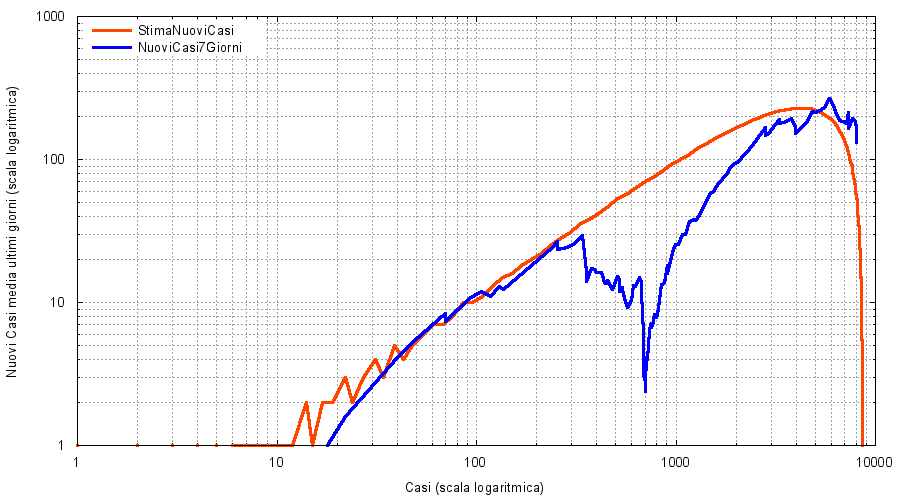 1000
StimaNuoviCasi
NuoviCasi7Giorni
100
Nuovi Casi media ultimi giorni (scala logaritmica)
10
1
1 10 100 1000 10000
Casi (scala logaritmica)